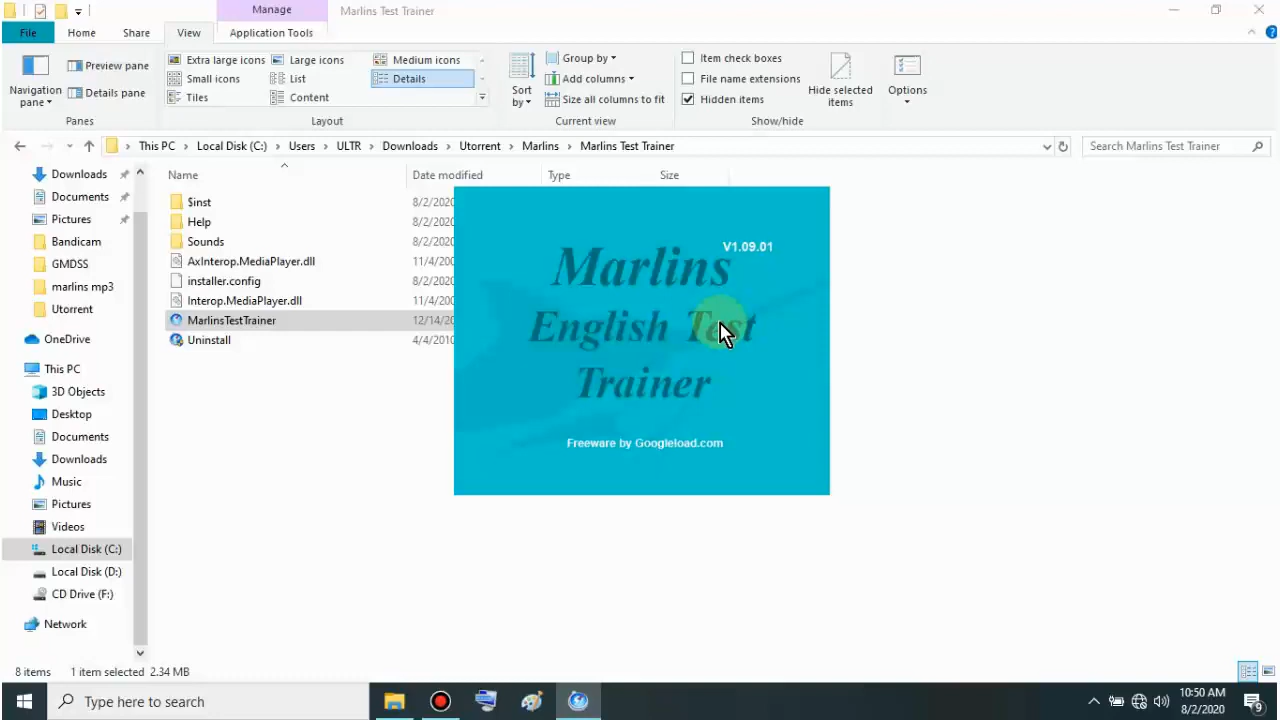 Manage
Marlins Test Trainer
File
Home
Share
View
Application Tools
Navigation pane
Preview pane
Details pane
Panes
Extra large icons
Large icons
Medium icons
Small icons
List
Details
Tiles
Content
Layout
Sort by
Group by
Add columns
Size all columns to fit
Current view
Item check boxes
File name extensions
Hidden items
Hide selected items
Show/hide
Options
This PC
Local Disk (C:)
Users
ULTR
Downloads
Utorrent
Marlins
Marlins Test Trainer
Search Marlins Test Trainer
Name
Date modified
Type
Size
Downloads
Documents
Pictures
Bandicam
GMDSS
marlins mp3
Utorrent
OneDrive
This PC
3D Objects
Desktop
Documents
Downloads
Music
Pictures
Videos
Local Disk (C:)
Local Disk (D:)
CD Drive (F:)
Network
$inst 8/2/2020
Help 8/2/2020
Sounds 8/2/2020
AxInterop.MediaPlayer.dll 11/4/200
installer.config 8/2/2020
Interop.MediaPlayer.dll 11/4/200
MarlinsTestTrainer 12/14/20
Uninstall 4/4/2010
V1.09.01
Marlins
English Test
Trainer
Freeware by Googleload.com
8 items
1 item selected 2.34 MB
Type here to search
10:50 AM
8/2/2020
9